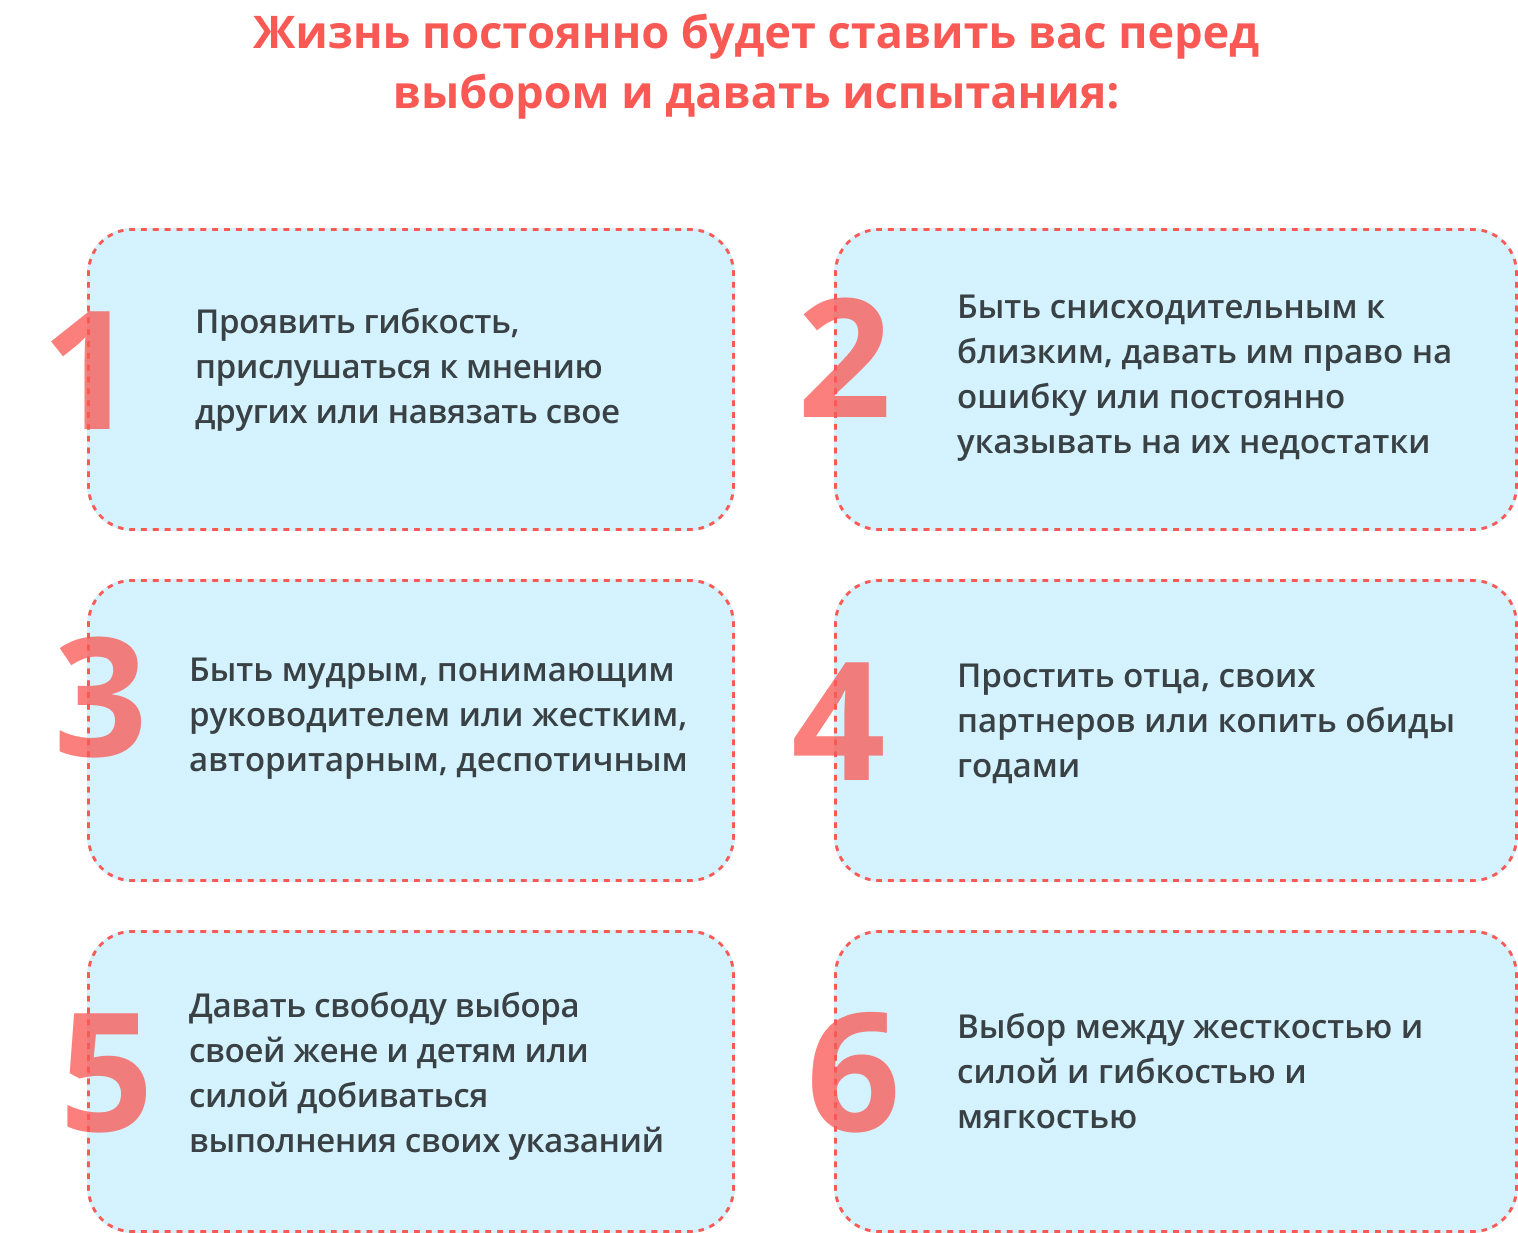 Жизнь постоянно будет ставить вас перед
выбором и давать испытания:
1
Проявить гибкость,
прислушаться к мнению
других или навязать свое
2
Быть снисходительным к
близким, давать им право на
ошибку или постоянно
указывать на их недостатки
3
Быть мудрым, понимающим
руководителем или жестким,
авторитарным, деспотичным
4
Простить отца, своих
партнеров или копить обиды
годами
5
Давать свободу выбора
своей жене и детям или
силой добиваться
выполнения своих указаний
6
Выбор между жесткостью и
силой и гибкостью и
мягкостью